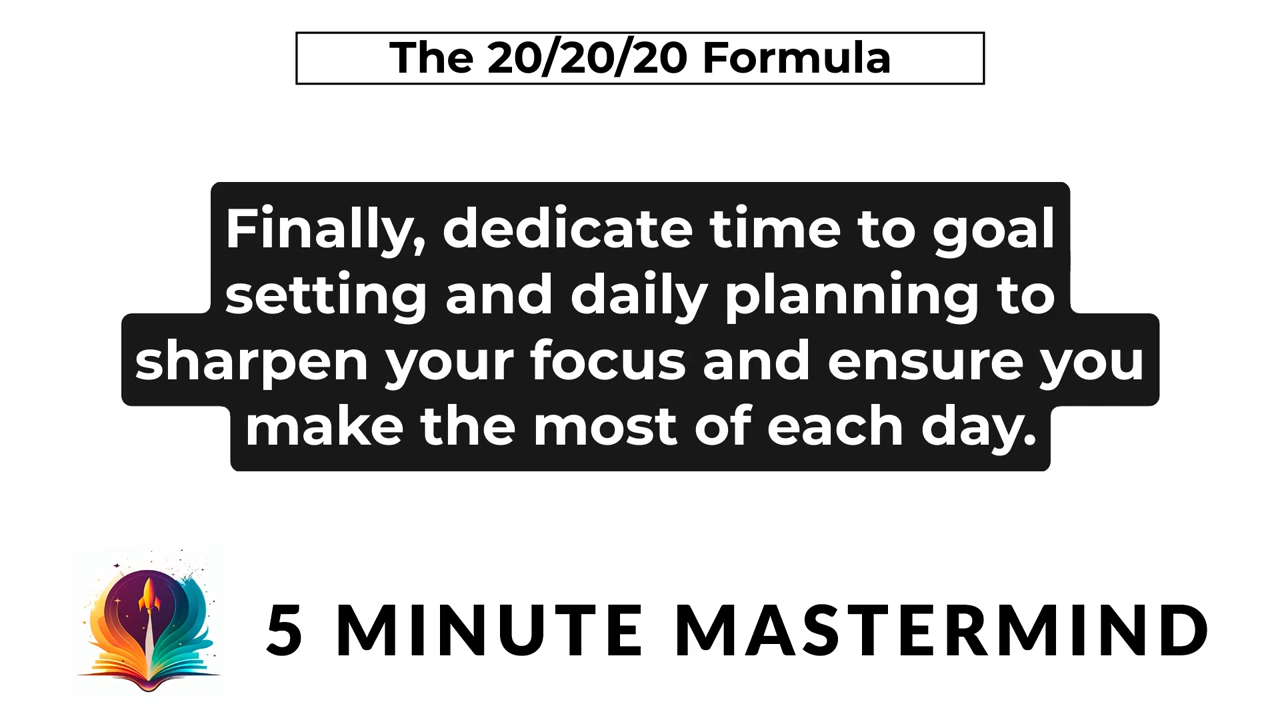 The 20/20/20 Formula
Finally, dedicate time to goal
setting and daily planning to
sharpen your focus and ensure you
make the most of each day.
5 MINUTE MASTERMIND